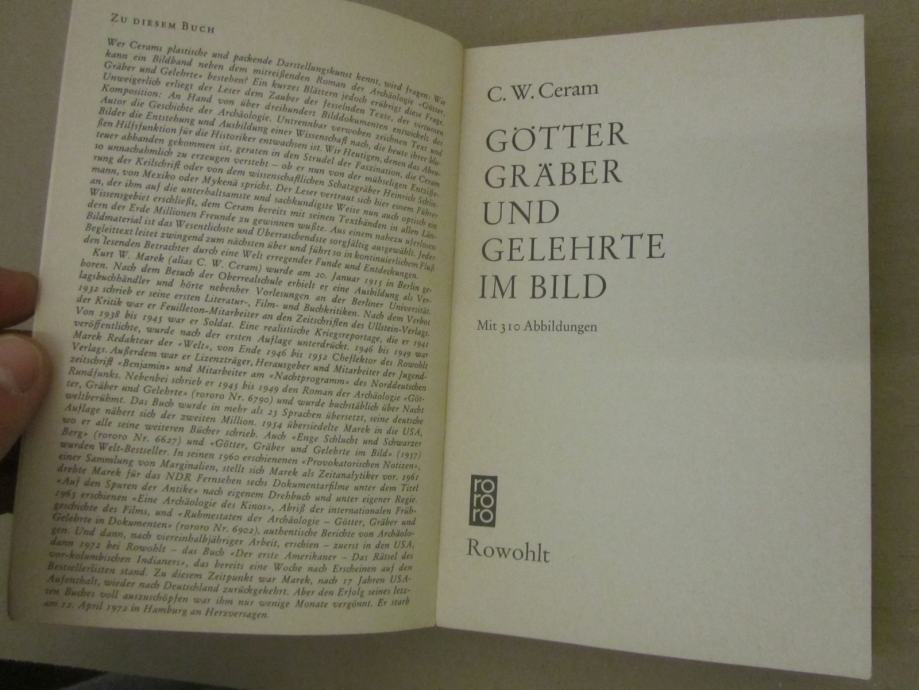 ZU DIESEM BUCH
Wer Cerams plastische und packende Darstellungskunst kennt, wird fragen: Wie
kann ein Bildband neben dem mitreißenden Roman der Archäologie «Götter,
Gräber und Gelehrte» bestehen? Ein kurzes Blättern jedoch erübrigt diese Frage.
Unweigerlich erliegt der Leser dem Zauber der fesselnden Texte, der virtuosen
Komposition: An Hand von über dreihundert Bilddokumenten entwickelt der
Autor die Geschichte der Archäologie. Untrennbar verwoben zeichnen Text und
Bilder die Entstehung und Ausbildung einer Wissenschaft nach, die heute ihrer blo-
ßen Hilfsfunktion für die Historiker entwachsen ist. Wir Heutigen, denen das Aben-
teuer abhanden gekommen ist, geraten in den Strudel der Faszination, die Ceram
so unnachahmlich zu erzeugen versteht – ob er nun von der mühseligen Entziffe-
rung der Keilschrift oder von dem wissenschaftlichen Schatzgräber Heinrich Schlie-
mann, von Mexiko oder Mykenä spricht. Der Leser vertraut sich hier einem Führer
an, der ihm auf die unterhaltsamste und sachkundigste Weise nun auch optisch ein
Wissensgebiet erschließt, dem Ceram bereits mit seinen Textbänden in allen Län-
dern der Erde Millionen Freunde zu gewinnen wußte. Aus einem nahezu uferlosen
Bildmaterial ist das Wesentlichste und Überraschendste sorgfältig ausgewählt. Jeder
Begleittext leitet zwingend zum nächsten über und führt so in kontinuierlichem Fluß
den lesenden Betrachter durch eine Welt erregender Funde und Entdeckungen.
Kurt W. Marek (alias C. W. Ceram) wurde am 20. Januar 1915 in Berlin ge-
boren. Nach dem Besuch der Oberrealschule erhielt er eine Ausbildung als Ver-
lagsbuchhändler und hörte nebenher Vorlesungen an der Berliner Universität.
1932 schrieb er seine ersten Literatur-, Film- und Buchkritiken. Nach dem Verbot
der Kritik war er Feuilleton-Mitarbeiter an den Zeitschriften des Ullstein-Verlags.
Von 1938 bis 1945 war er Soldat. Eine realistische Kriegsreportage, die er 1941
veröffentlichte, wurde nach der ersten Auflage unterdrückt. 1946 bis 1949 war
Marek Redakteur der «Welt», von Ende 1946 bis 1952 Cheflektor des Rowohlt
Verlags. Außerdem war er Lizenzträger, Herausgeber und Mitarbeiter der Jugend-
zeitschrift «Benjamin» und Mitarbeiter am «Nachtprogramm» des Norddeutschen
Rundfunks. Nebenbei schrieb er 1945 bis 1949 den Roman der Archäologie «Göt-
ter, Gräber und Gelehrte» (rororo Nr. 6790) und wurde buchstäblich über Nacht
weltberühmt. Das Buch wurde in mehr als 25 Sprachen übersetzt, seine deutsche
Auflage nähert sich der zweiten Million. 1954 übersiedelte Marek in die USA,
wo er alle seine weiteren Bücher schrieb. Auch «Enge Schlucht und Schwarzer
Berg» (rororo Nr. 6627) und «Götter, Gräber und Gelehrte im Bild» (1957)
wurden Welt-Bestseller. In seinen 1960 erschienenen «Provokatorischen Notizen»,
einer Sammlung von Marginalien, stellt sich Marek als Zeitanalytiker vor. 1961
drehte Marek für das NDR Fernsehen sechs Dokumentarfilme unter dem Titel
«Auf den Spuren der Antike» nach eigenem Drehbuch und unter eigener Regie.
1965 erschienen «Eine Archäologie des Kinos», Abriß der internationalen Früh-
geschichte des Films, und «Ruhmestaten der Archäologie – Götter, Gräber und
Gelehrte in Dokumenten» (rororo Nr. 6902), authentische Berichte von Archäolo-
gen. Und dann, nach viereinhalbjähriger Arbeit, erschien – zuerst in den USA,
dann 1972 bei Rowohlt – das Buch «Der erste Amerikaner – Das Rätsel des
vor-kolumbischen Indianers», das bereits eine Woche nach Erscheinen auf den
Bestsellerlisten stand. Zu diesem Zeitpunkt war Marek, nach 17 Jahren USA-
Aufenthalt, wieder nach Deutschland zurückgekehrt. Aber den Erfolg seines letz-
ten Buches voll auszuschöpfen war ihm nur wenige Monate vergönnt. Er starb
am 12. April 1972 in Hamburg an Herzversagen.
C. W. Ceram
GÖTTER
GRÄBER
UND
GELEHRTE
IM BILD
Mit 310 Abbildungen
ro
ro
ro
Rowohlt